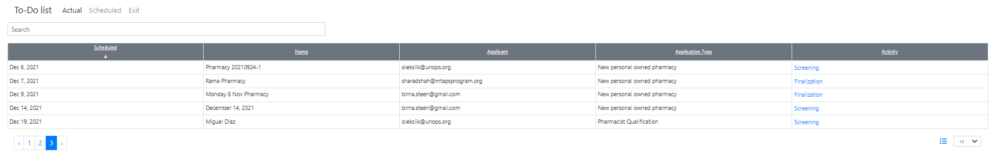 To-Do list Actual Scheduled Exit
Search
Scheduled Name Applicant Application Type Activity
Dec 6, 2021 Pharmacy 20210924-1 oleksiik@unops.org New personal owned pharmacy Screening
Dec 7, 2021 Rama Pharmacy sharadshah@mtapsprogram.org New personal owned pharmacy Finalization
Dec 9, 2021 Monday 8 Nov Pharmacy birna.steen@gmail.com New personal owned pharmacy Finalization
Dec 14, 2021 December 14, 2021 birna.steen@gmail.com New personal owned pharmacy Screening
Dec 19, 2021 Miguel Diaz oleksiik@unops.org Pharmacist Qualification Screening
‹ 1 2 3 › 10